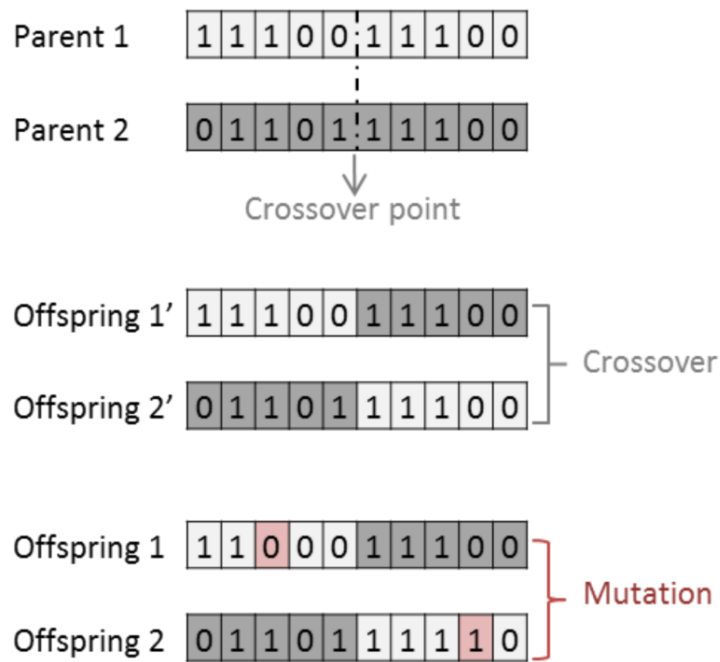 Parent 1 1 1 1 0 0 1 1 1 0 0
Parent 2 0 1 1 0 1 1 1 1 0 0
Crossover point
Offspring 1’ 1 1 1 0 0 1 1 1 0 0
Crossover
Offspring 2’ 0 1 1 0 1 1 1 1 0 0
Offspring 1 1 1 0 0 0 1 1 1 0 0
Mutation
Offspring 2 0 1 1 0 1 1 1 1 1 0